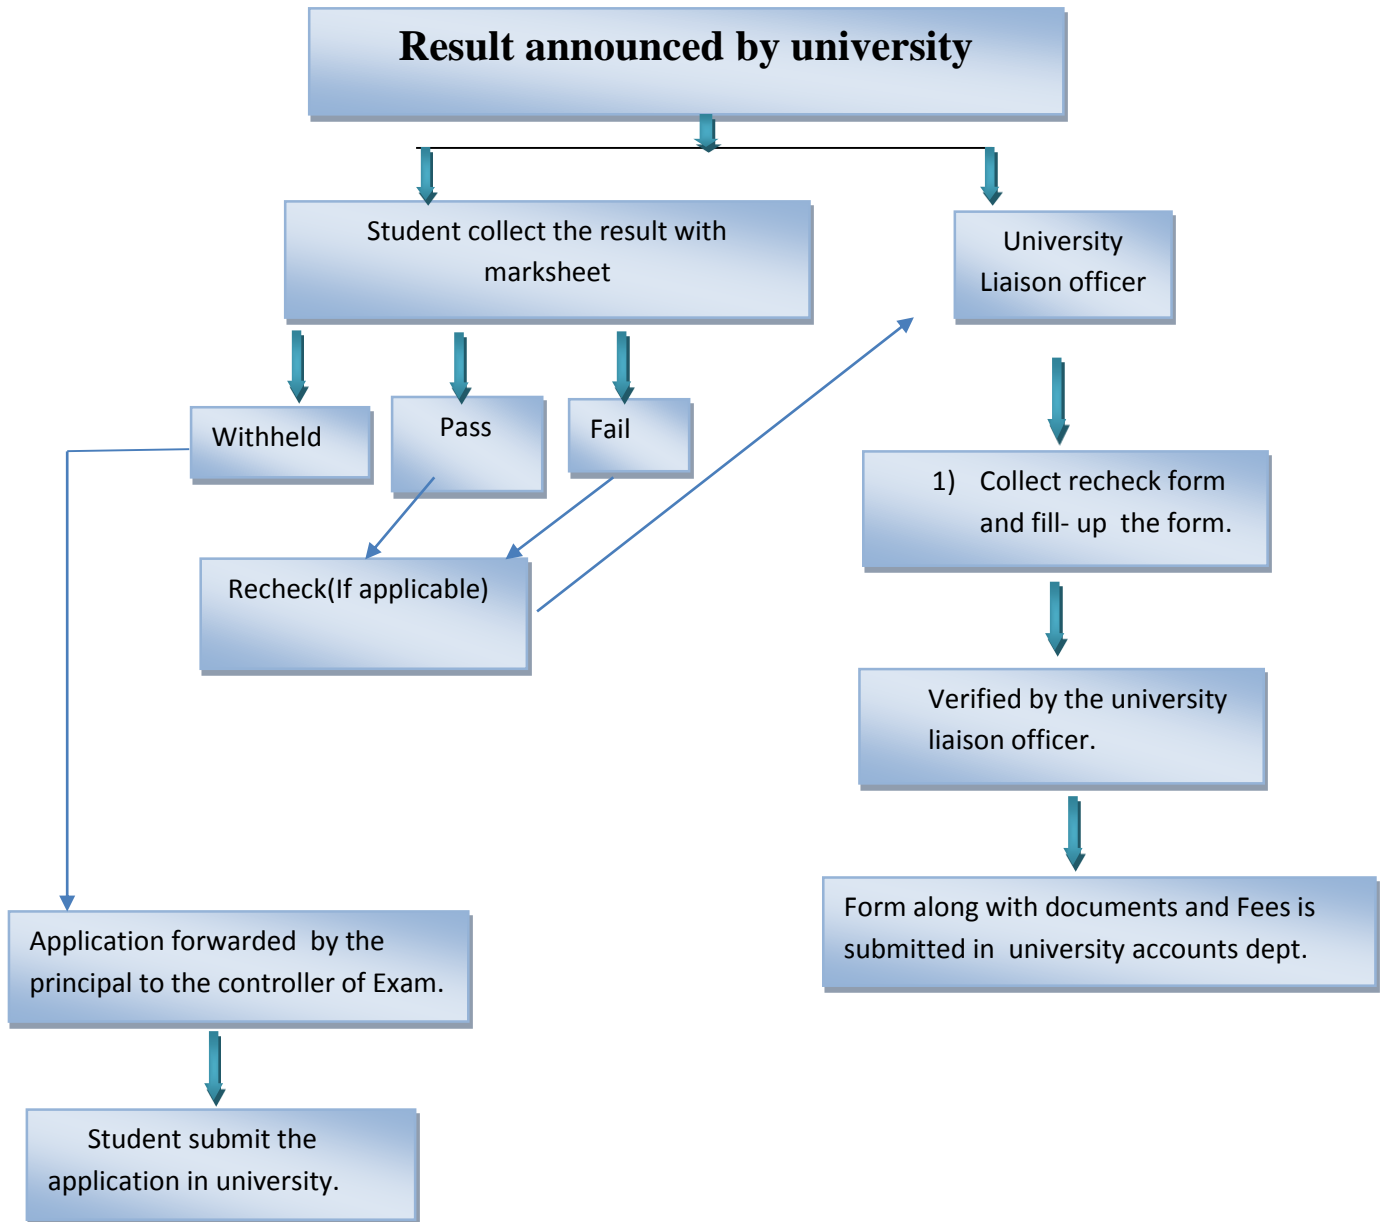 Result announced by university
Student collect the result with
marksheet
University
Liaison officer
Withheld
Pass
Fail
1) Collect recheck form
and fill- up the form.
Recheck(If applicable)
Verified by the university
liaison officer.
Form along with documents and Fees is
submitted in university accounts dept.
Application forwarded by the
principal to the controller of Exam.
Student submit the
application in university.